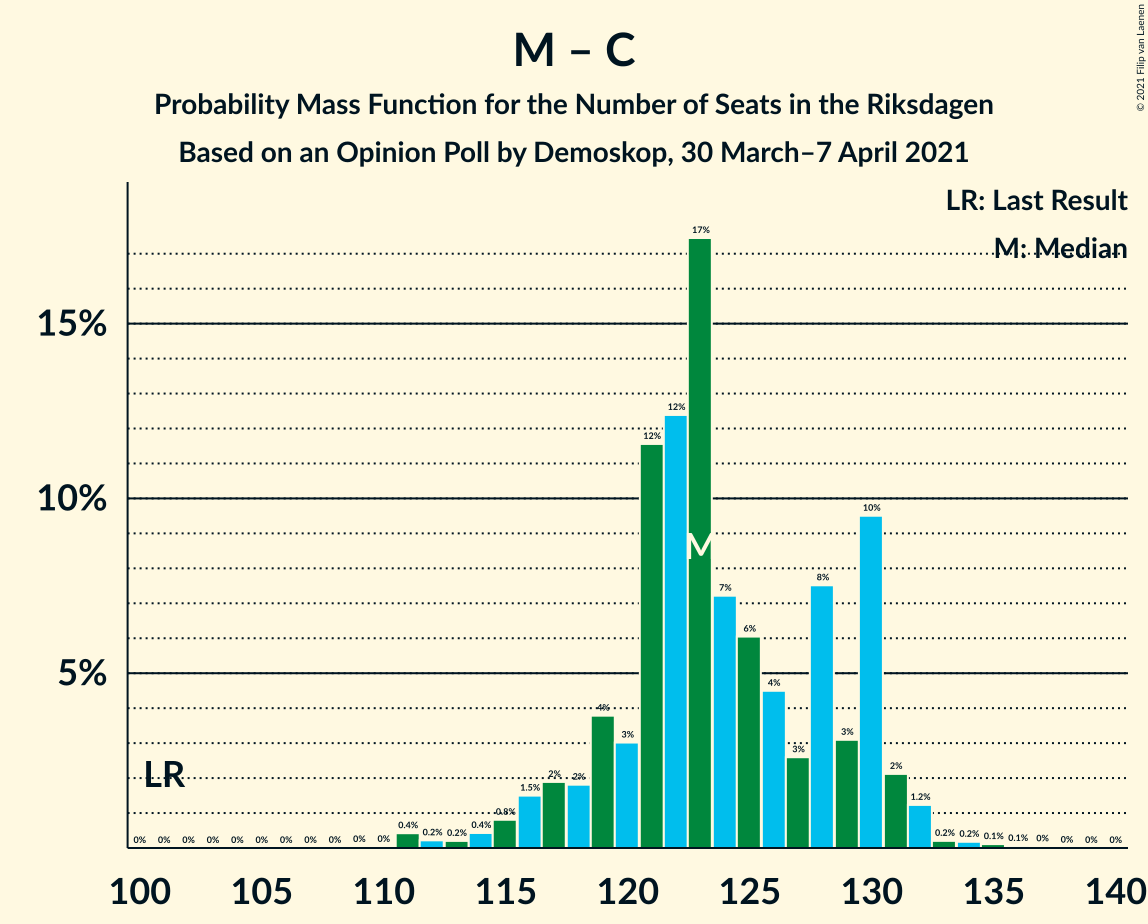 M – C
Probability Mass Function for the Number of Seats in the Riksdagen
Based on an Opinion Poll by Demoskop, 30 March–7 April 2021
© 2021 Filip van Laenen
LR: Last Result
M: Median
15%
10%
5%
LR
M
0% 0% 0% 0% 0% 0% 0% 0% 0% 0% 0% 0.4% 0.2% 0.2% 0.4% 0.8% 1.5% 2% 2% 4% 3% 12% 12% 17% 7% 6% 4% 3% 8% 3% 10% 2% 1.2% 0.2% 0.2% 0.1% 0.1% 0% 0% 0% 0%
100 105 110 115 120 125 130 135 140